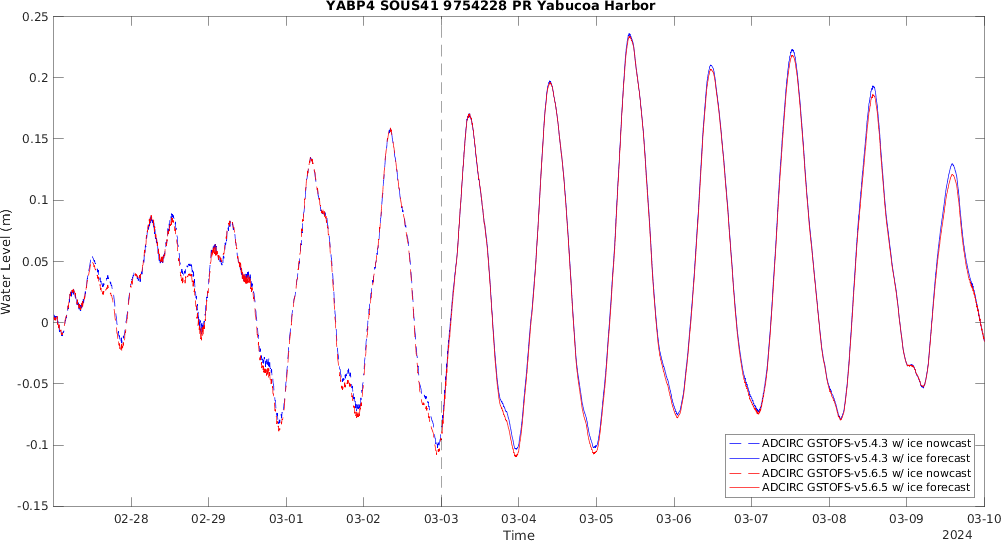 YABP4 SOUS41 9754228 PR Yabucoa Harbor
0.25
0.2
0.15
0.1
0.05
0
-0.05
-0.1
-0.15
Water Level (m)
ADCIRC GSTOFS-v5.4.3 w/ ice nowcast
ADCIRC GSTOFS-v5.4.3 w/ ice forecast
ADCIRC GSTOFS-v5.6.5 w/ ice nowcast
ADCIRC GSTOFS-v5.6.5 w/ ice forecast
02-28 02-29 03-01 03-02 03-03 03-04 03-05 03-06 03-07 03-08 03-09 03-10
Time
2024